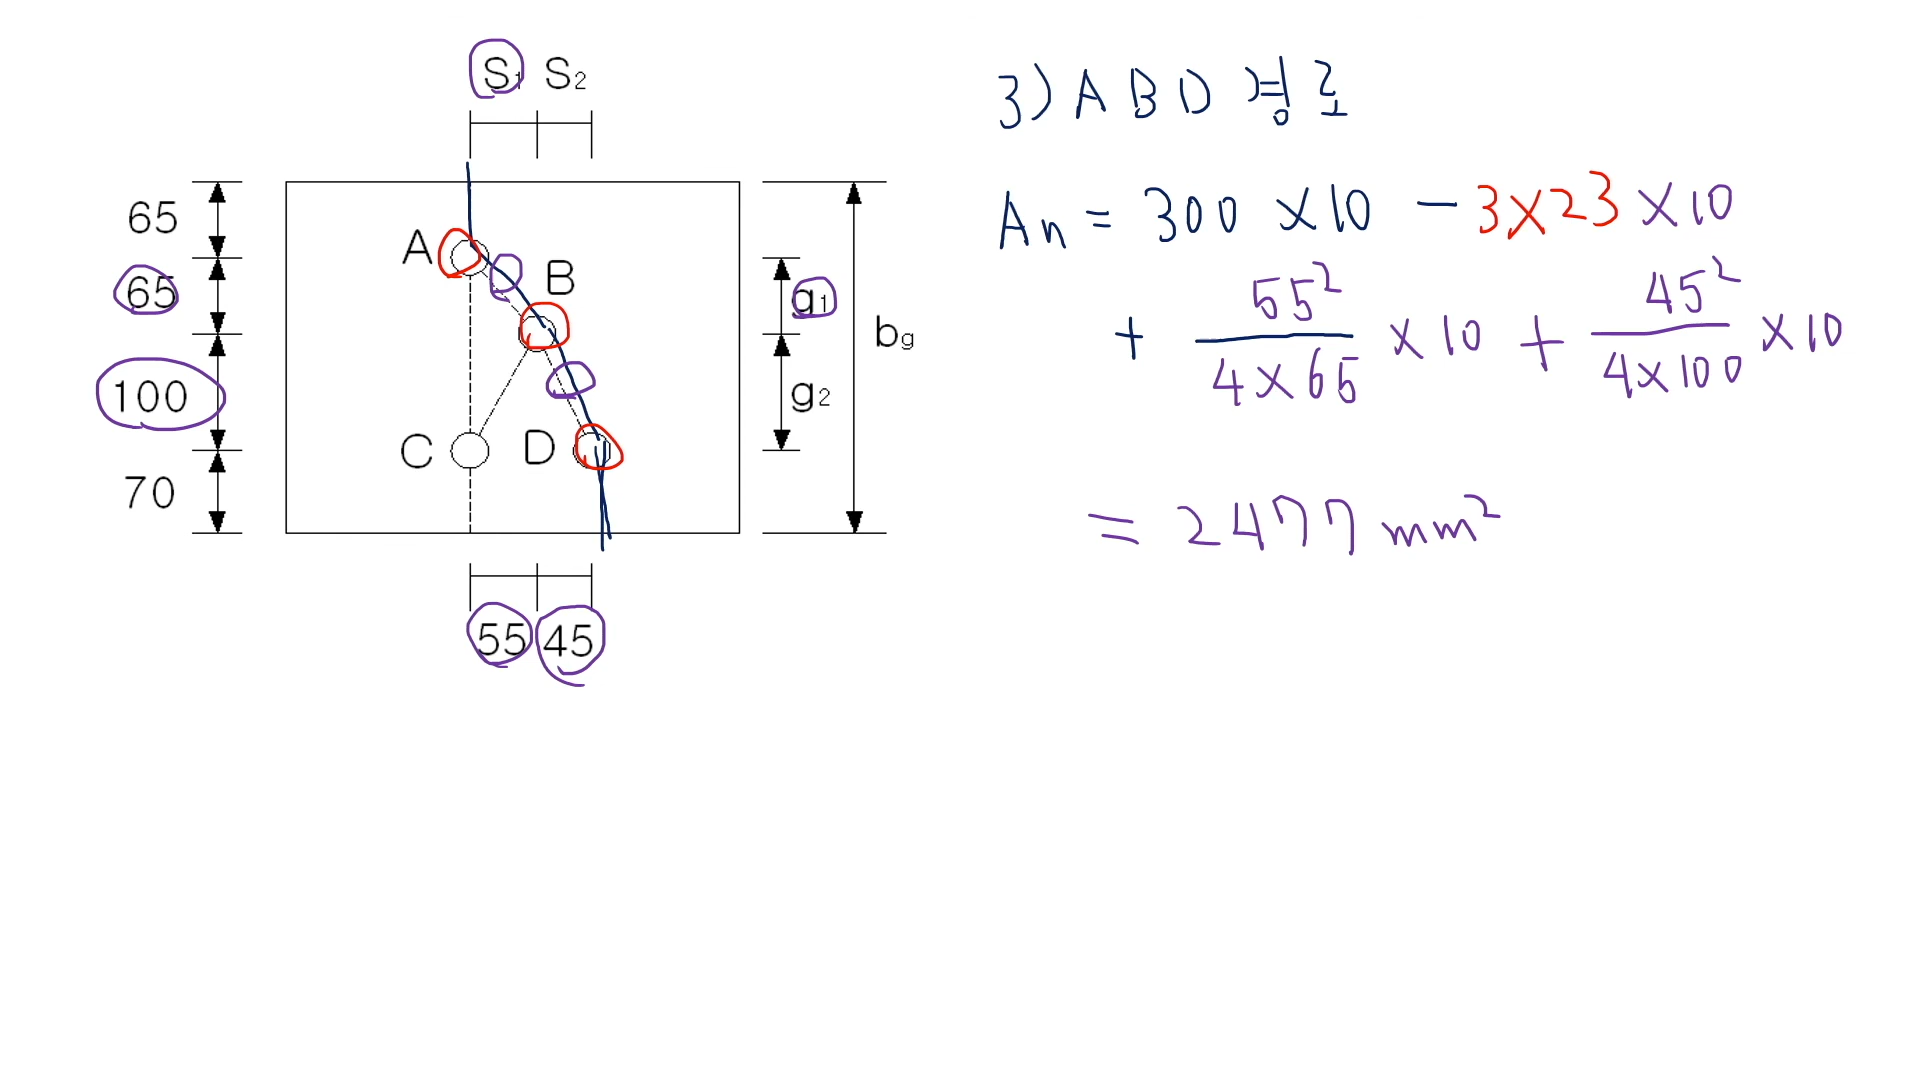 S1 S2
65
65
100
70
A
B
C
D
g1
g2
bg
55 45
3) A B D 경로
An = 300 × 10 - 3×23 × 10
+ 55² / 4 × 65 × 10 + 45² / 4×100 × 10
= 2477 mm²